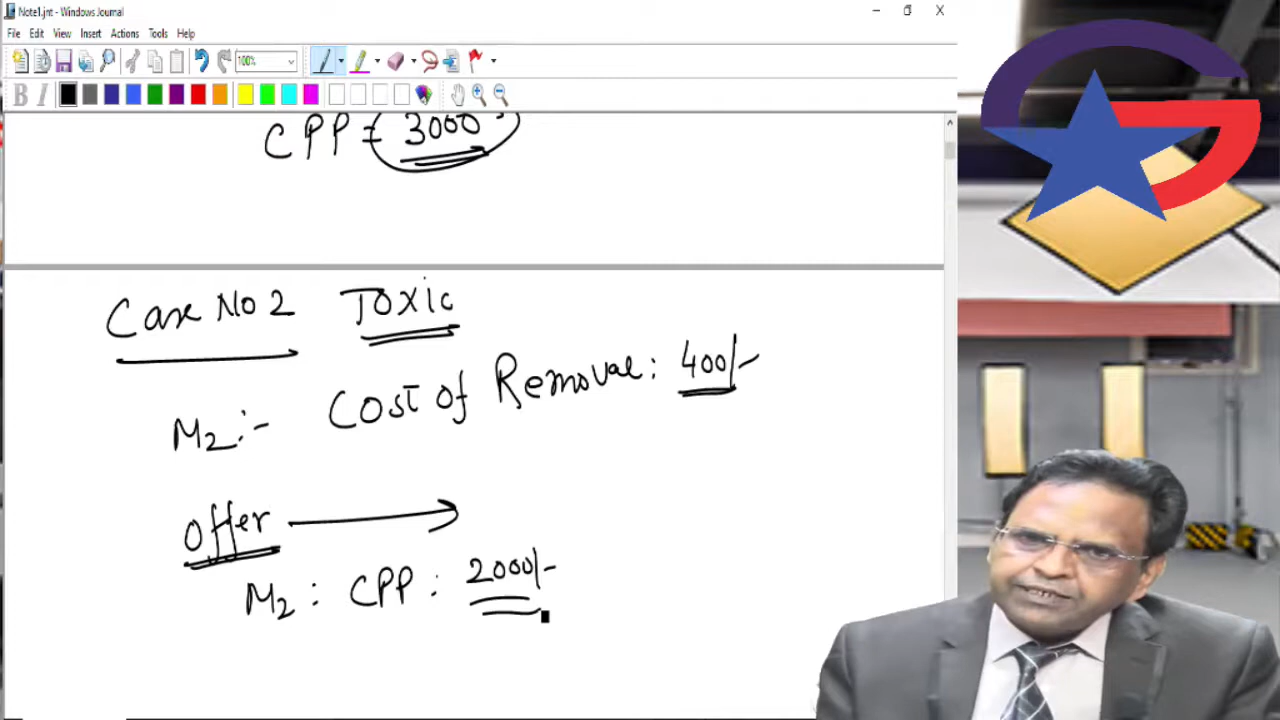 Note1.jnt - Windows Journal
File Edit View Insert Actions Tools Help
100%
B I
CPP = 3000
Case No 2 Toxic
M2:- Cost of Removal: 400/-
Offer
M2 : CPP : 2000/-
G